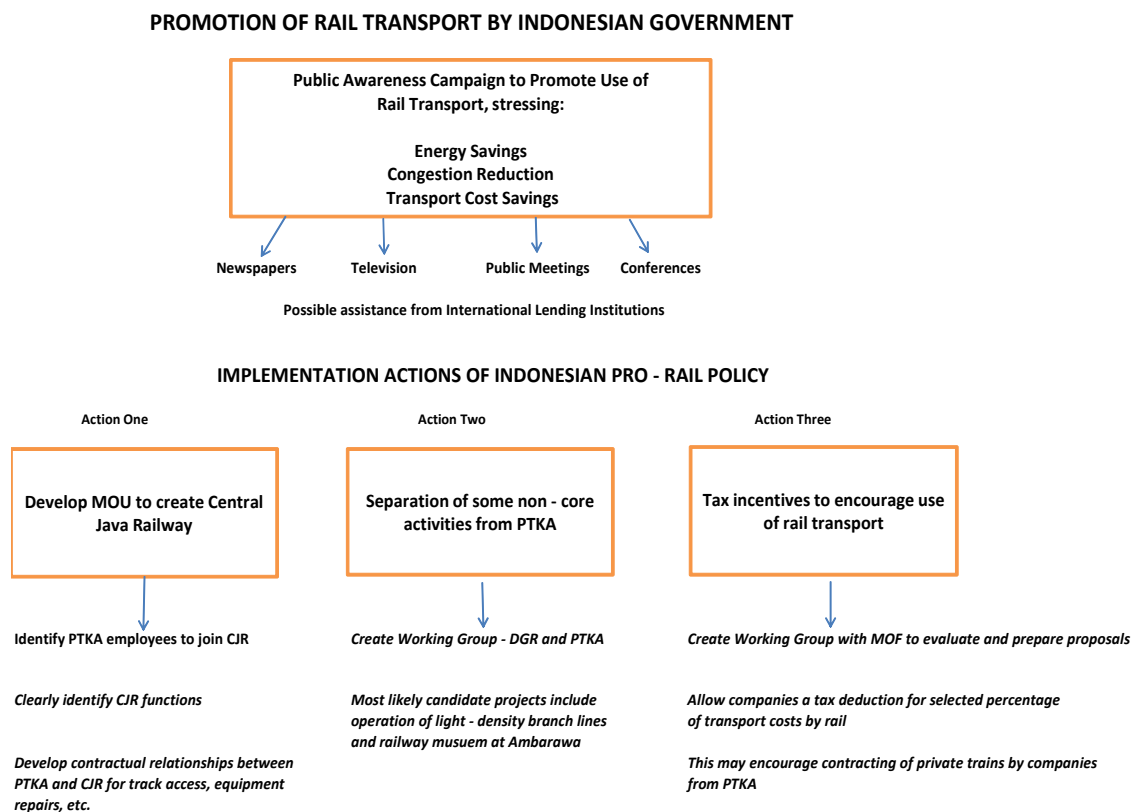 PROMOTION OF RAIL TRANSPORT BY INDONESIAN GOVERNMENT
Public Awareness Campaign to Promote Use of
Rail Transport, stressing:
Energy Savings
Congestion Reduction
Transport Cost Savings
Newspapers
Television
Public Meetings
Conferences
Possible assistance from International Lending Institutions
IMPLEMENTATION ACTIONS OF INDONESIAN PRO - RAIL POLICY
Action One
Develop MOU to create Central
Java Railway
Identify PTKA employees to join CJR
Clearly identify CJR functions
Develop contractual relationships between
PTKA and CJR for track access, equipment
repairs, etc.
Action Two
Separation of some non - core
activities from PTKA
Create Working Group - DGR and PTKA
Most likely candidate projects include
operation of light - density branch lines
and railway musuem at Ambarawa
Action Three
Tax incentives to encourage use
of rail transport
Create Working Group with MOF to evaluate and prepare proposals
Allow companies a tax deduction for selected percentage
of transport costs by rail
This may encourage contracting of private trains by companies
from PTKA